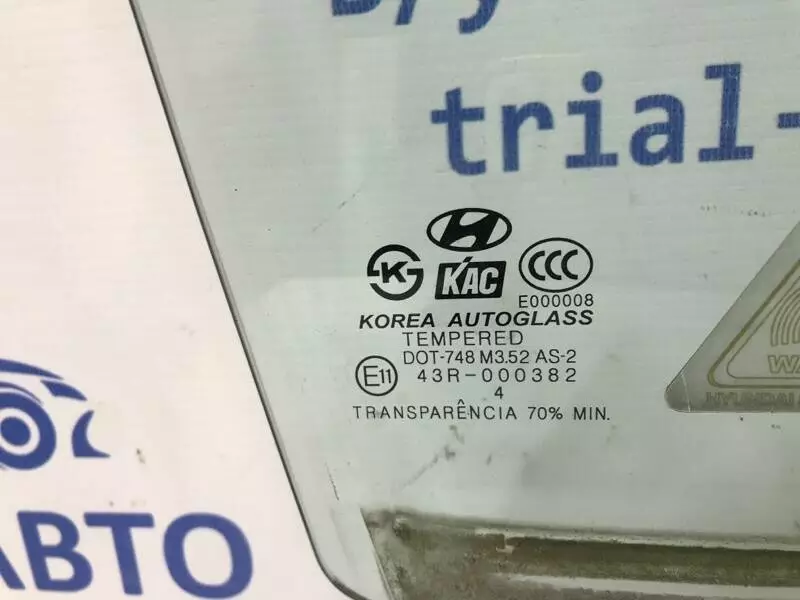 Б/у
trial-
KAC
CCC
E000008
KOREA AUTOGLASS
TEMPERED
DOT-748 M3.52 AS-2
E11 43R-000382
4
TRANSPARÊNCIA 70% MIN.
HYUNDAI
АВТО